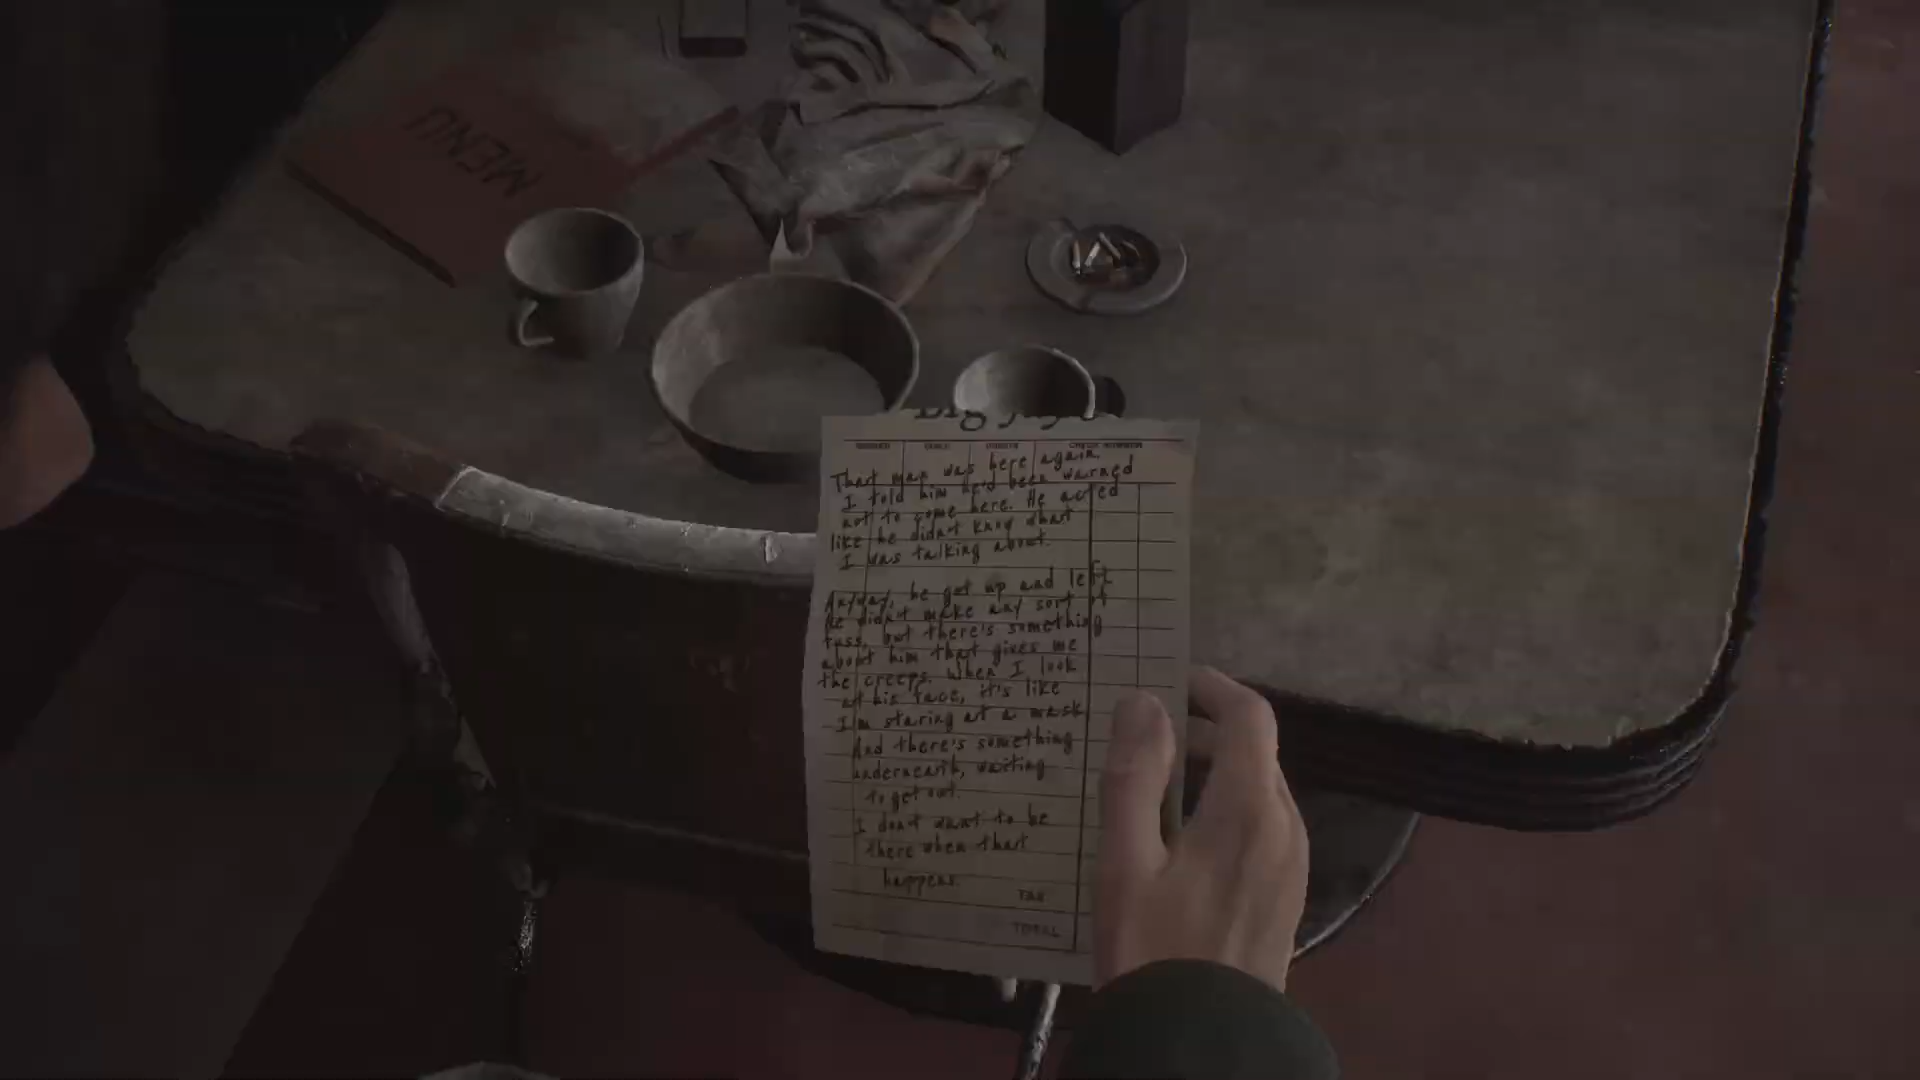 MENU
Big Jay's
CHECK NUMBER
That man was here again.
I told him he'd been warned
not to come here. He acted
like he didn't know what
I was talking about.
Anyway, he got up and left
He didn't make any sort of
fuss, but there's something
about him that gives me
the creeps. When I look
at his face, it's like
I'm staring at a mask
And there's something
underneath, waiting
to get out.
I don't want to be
there when that
happens.
TAX
TOTAL